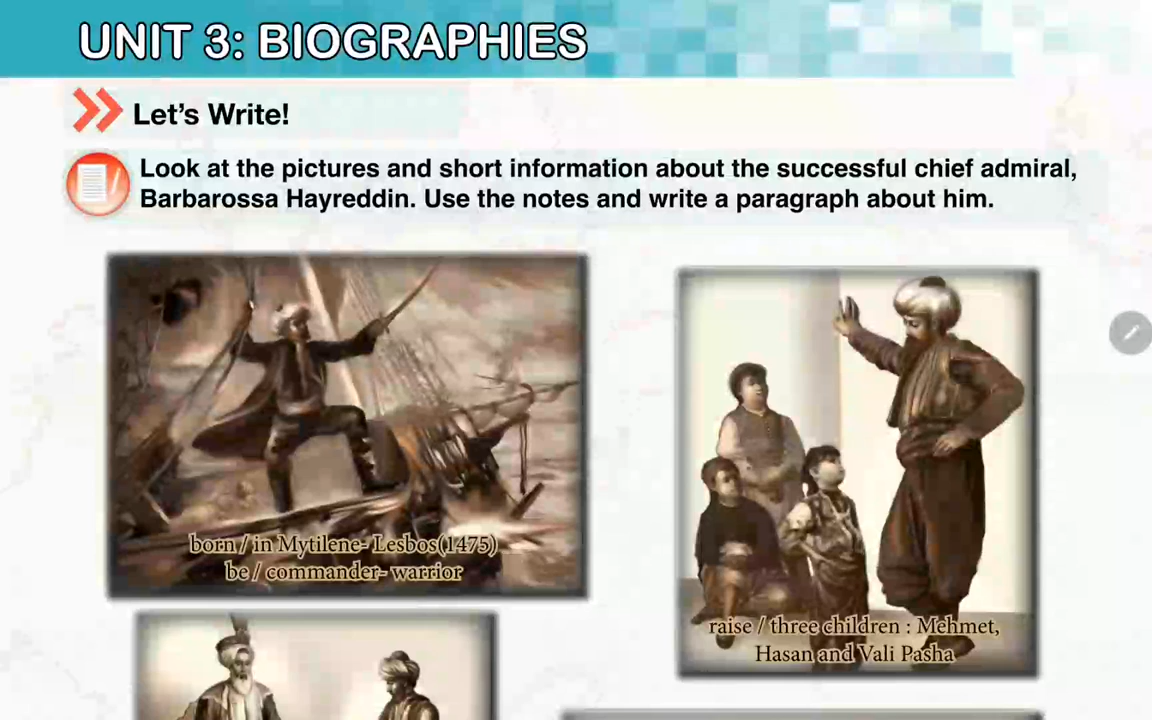 UNIT 3: BIOGRAPHIES
Let's Write!
Look at the pictures and short information about the successful chief admiral,
Barbarossa Hayreddin. Use the notes and write a paragraph about him.
born / in Mytilene- Lesbos(1475)
be / commander- warrior
raise / three children : Mehmet,
Hasan and Vali Pasha